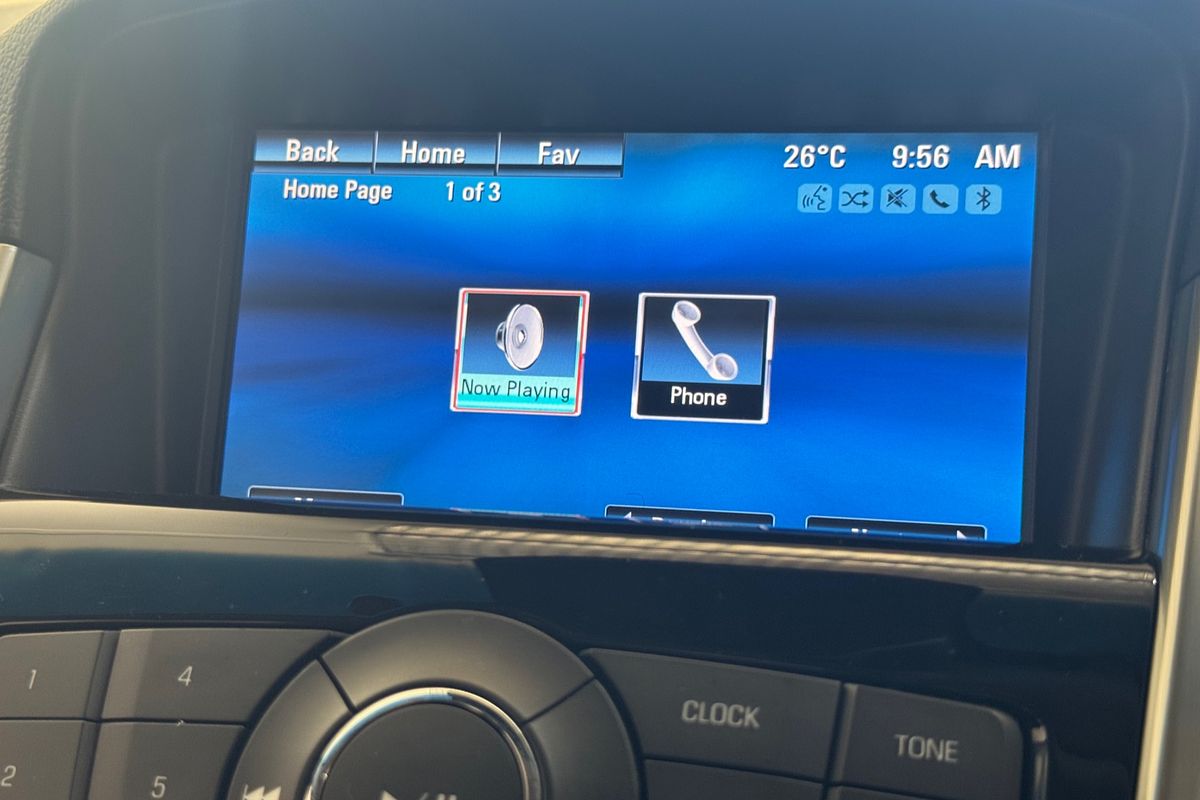 Back Home Fav 26°C 9:56 AM
Home Page 1 of 3
Now Playing Phone
1 4 CLOCK TONE
2 5